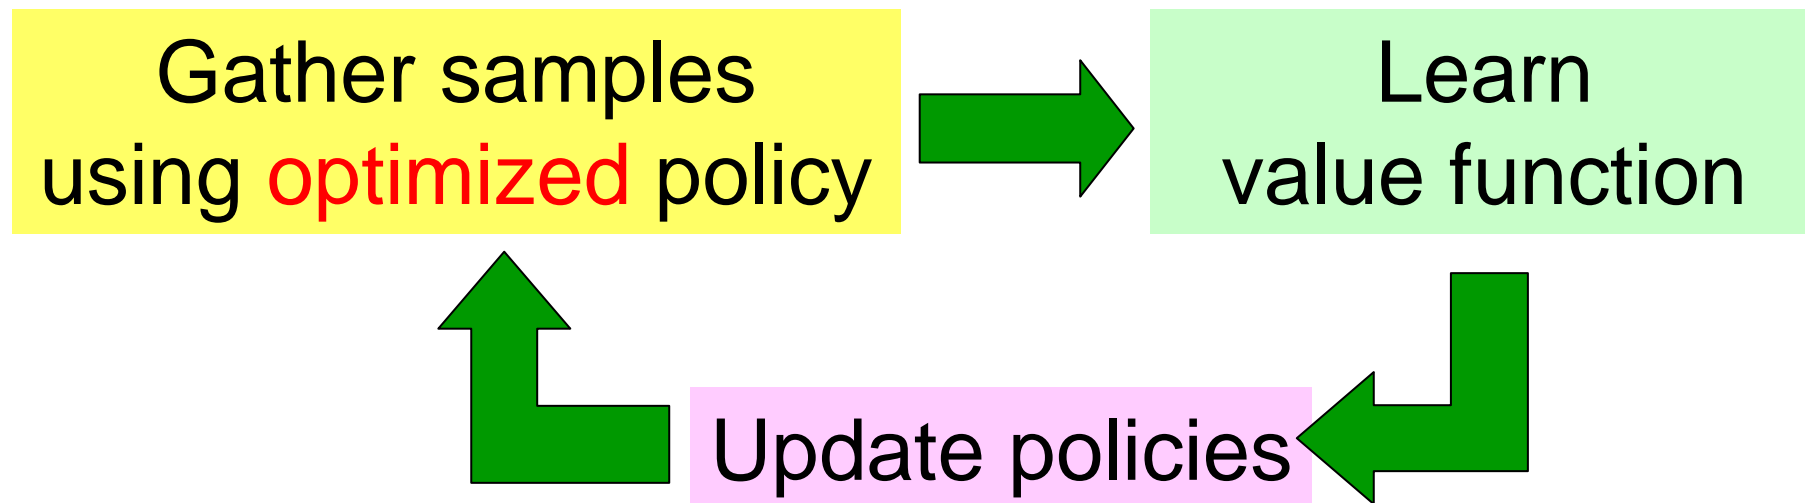 Gather samples
using optimized policy
Learn
value function
Update policies